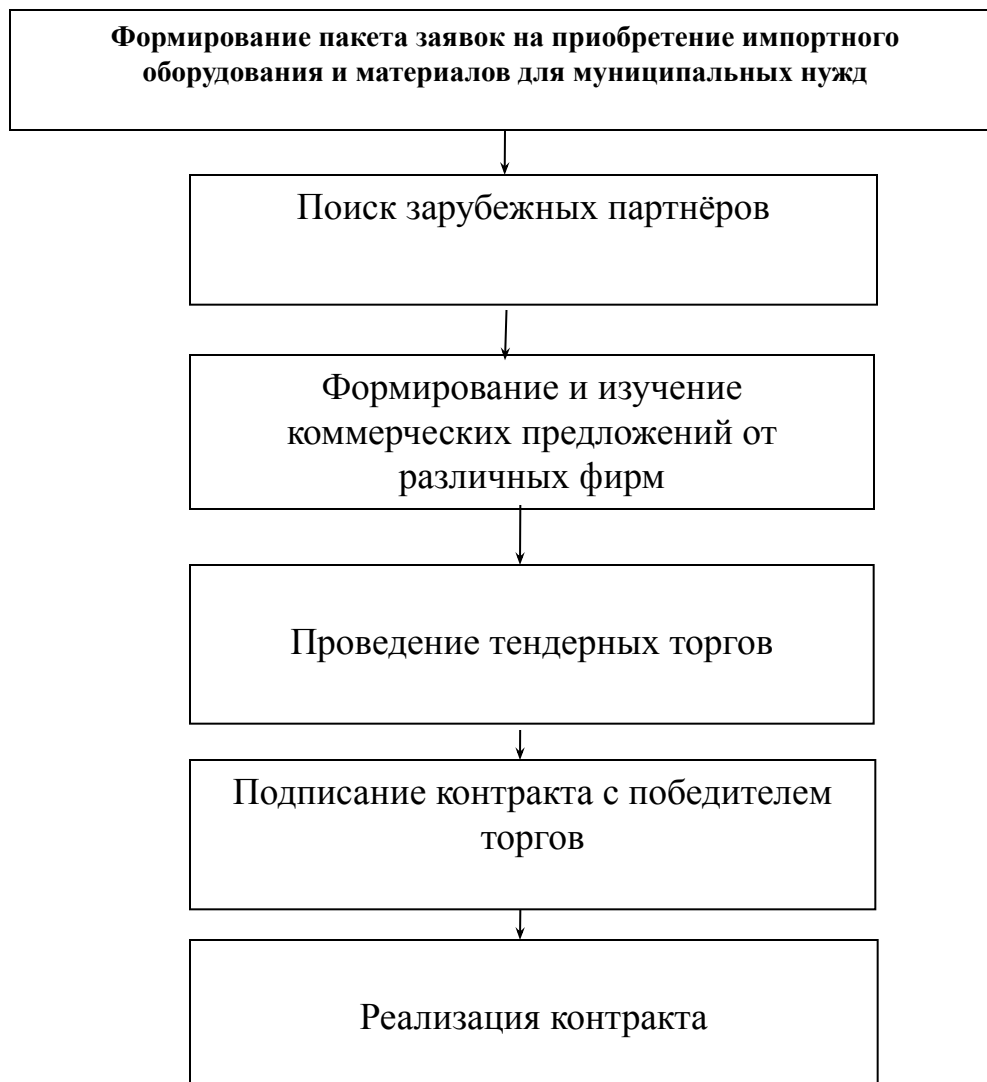 Формирование пакета заявок на приобретение импортного
оборудования и материалов для муниципальных нужд
Поиск зарубежных партнёров
Формирование и изучение
коммерческих предложений от
различных фирм
Проведение тендерных торгов
Подписание контракта с победителем
торгов
Реализация контракта